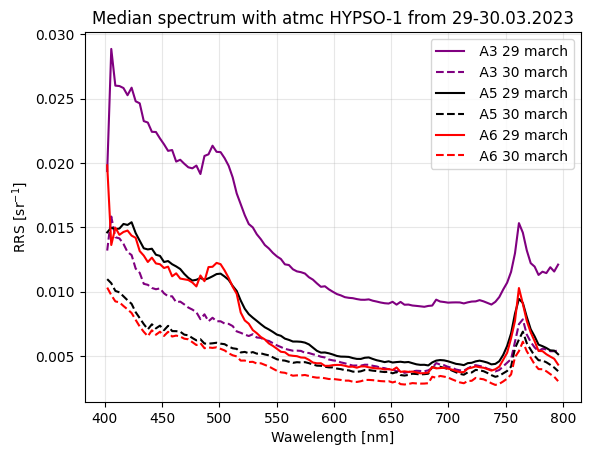 Median spectrum with atmc HYPSO-1 from 29-30.03.2023
0.030
0.025
0.020
0.015
0.010
0.005
RRS [sr⁻¹]
A3 29 march
A3 30 march
A5 29 march
A5 30 march
A6 29 march
A6 30 march
400 450 500 550 600 650 700 750 800
Wawelength [nm]